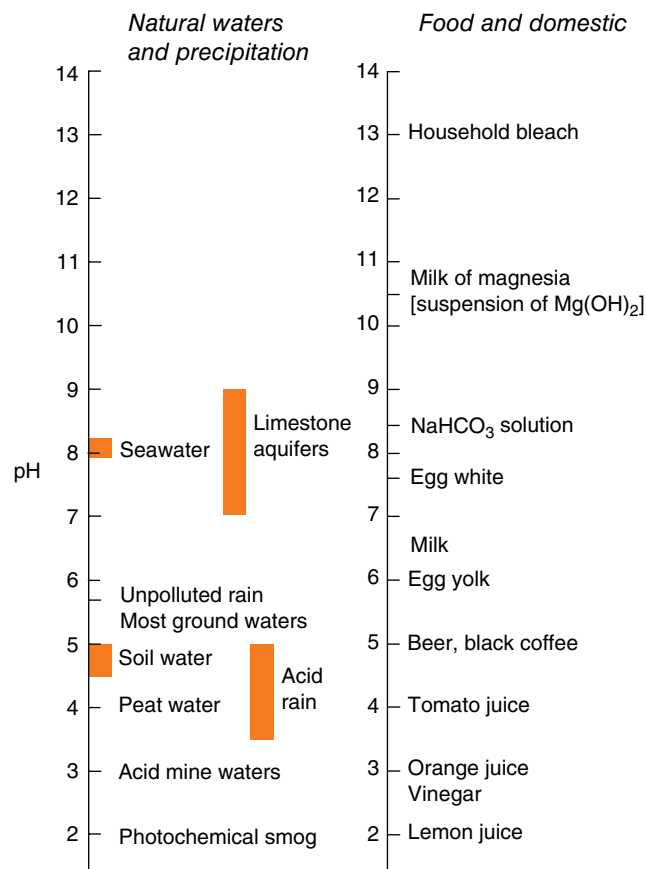 Natural waters
and precipitation
14
13
12
11
10
9
8
7
6
5
4
3
2
pH
Limestone
aquifers
Seawater
Unpolluted rain
Most ground waters
Soil water
Acid
rain
Peat water
Acid mine waters
Photochemical smog
Food and domestic
14
13
12
11
10
9
8
7
6
5
4
3
2
Household bleach
Milk of magnesia
[suspension of Mg(OH)₂]
NaHCO₃ solution
Egg white
Milk
Egg yolk
Beer, black coffee
Tomato juice
Orange juice
Vinegar
Lemon juice